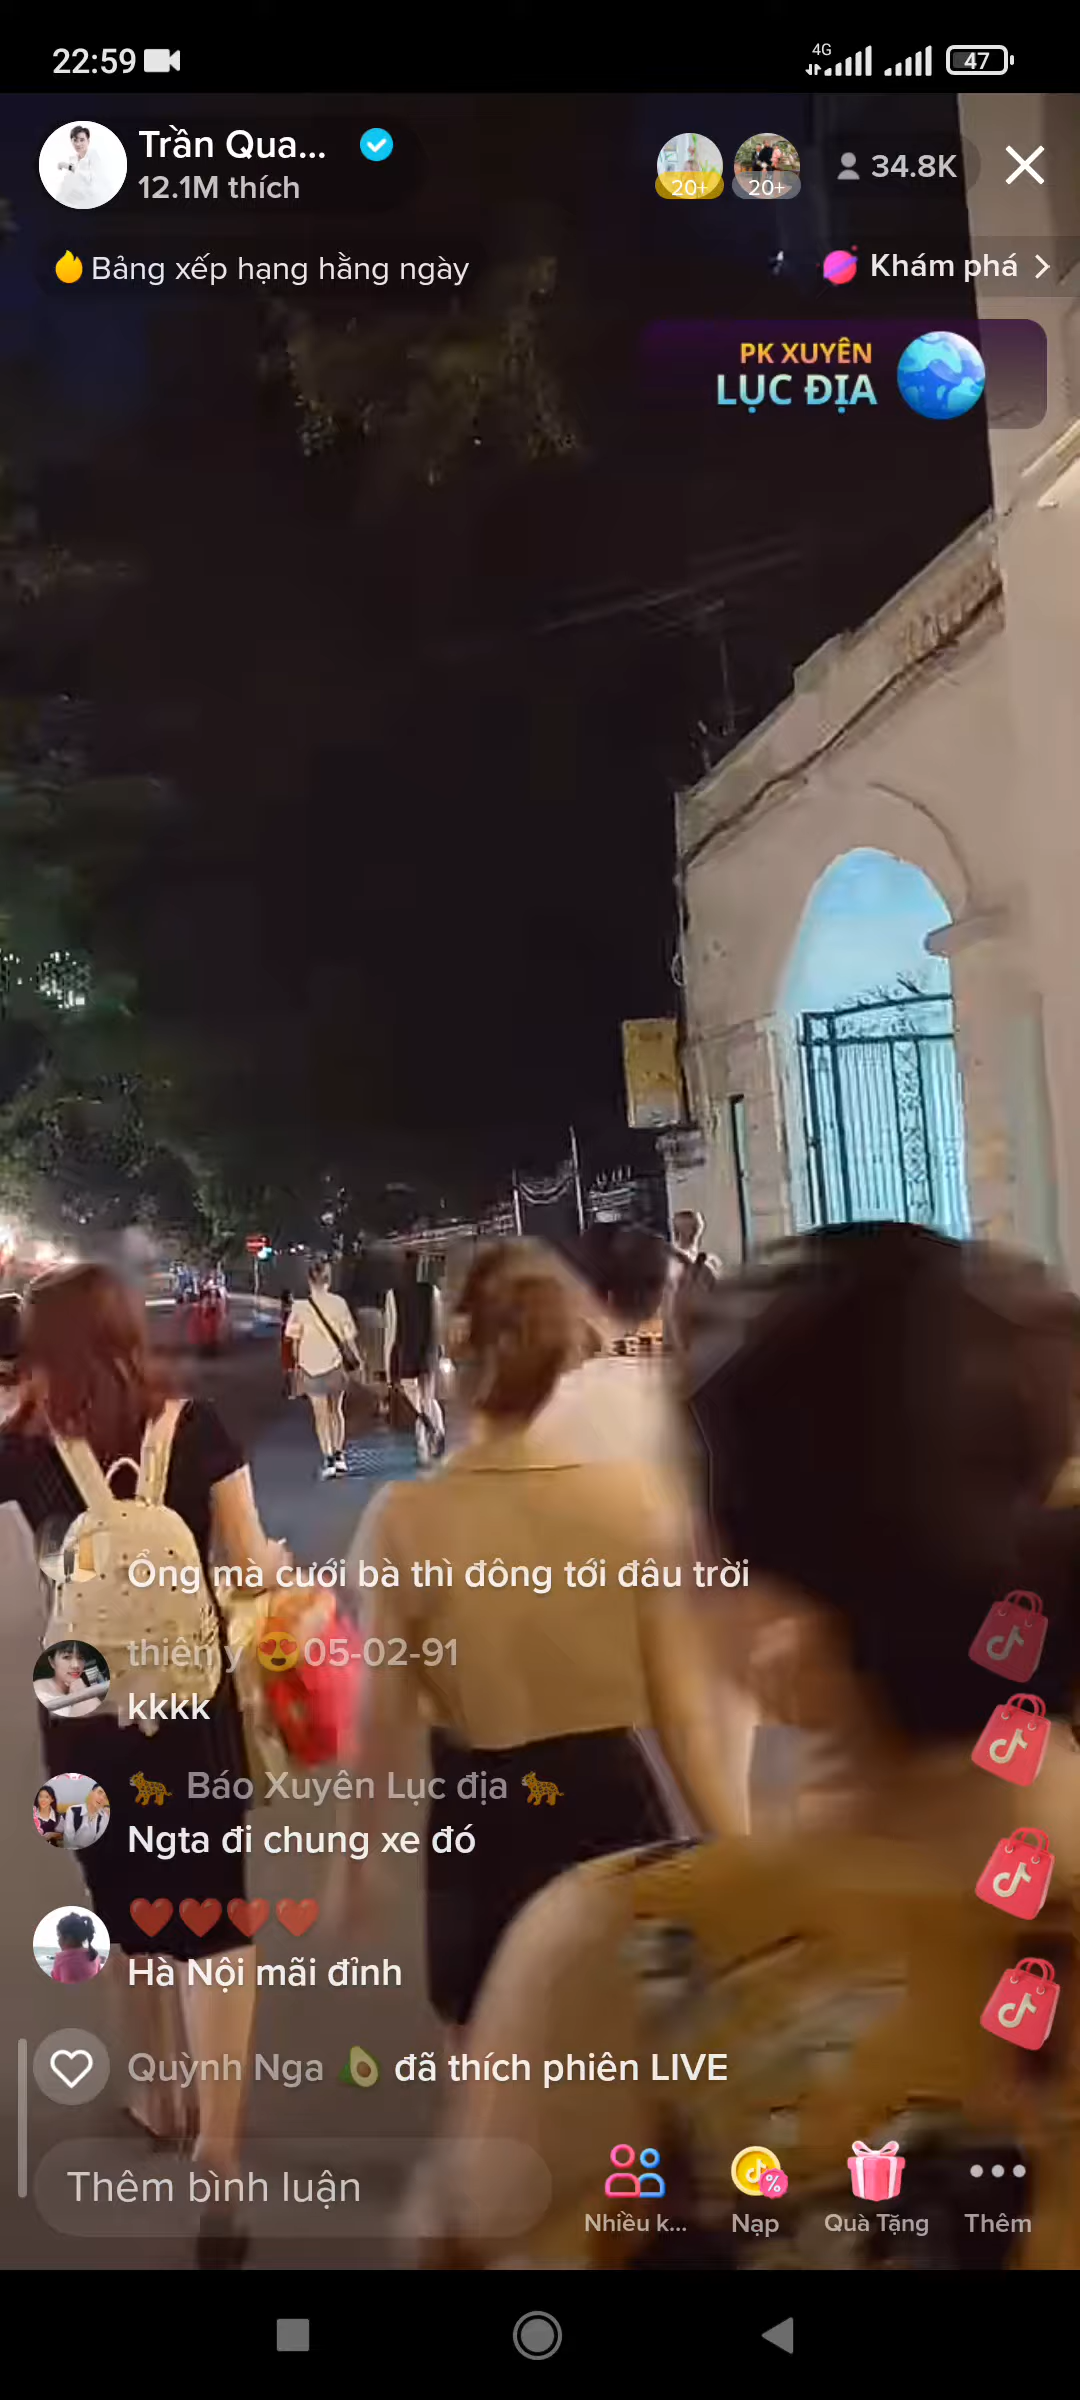 22:59
4G
47
Trần Qua...
12.1M thích
20+
20+
34.8K
Bảng xếp hạng hằng ngày
Khám phá
PK XUYÊN
LỤC ĐỊA
Ổng mà cưới bà thì đông tới đâu trời
thiên y 😍05-02-91
kkkk
🐆 Báo Xuyên Lục địa 🐆
Ngta đi chung xe đó
❤️❤️❤️❤️
Hà Nội mãi đỉnh
Quỳnh Nga 🥑 đã thích phiên LIVE
Thêm bình luận
Nhiều k...
Nạp
Quà Tặng
Thêm